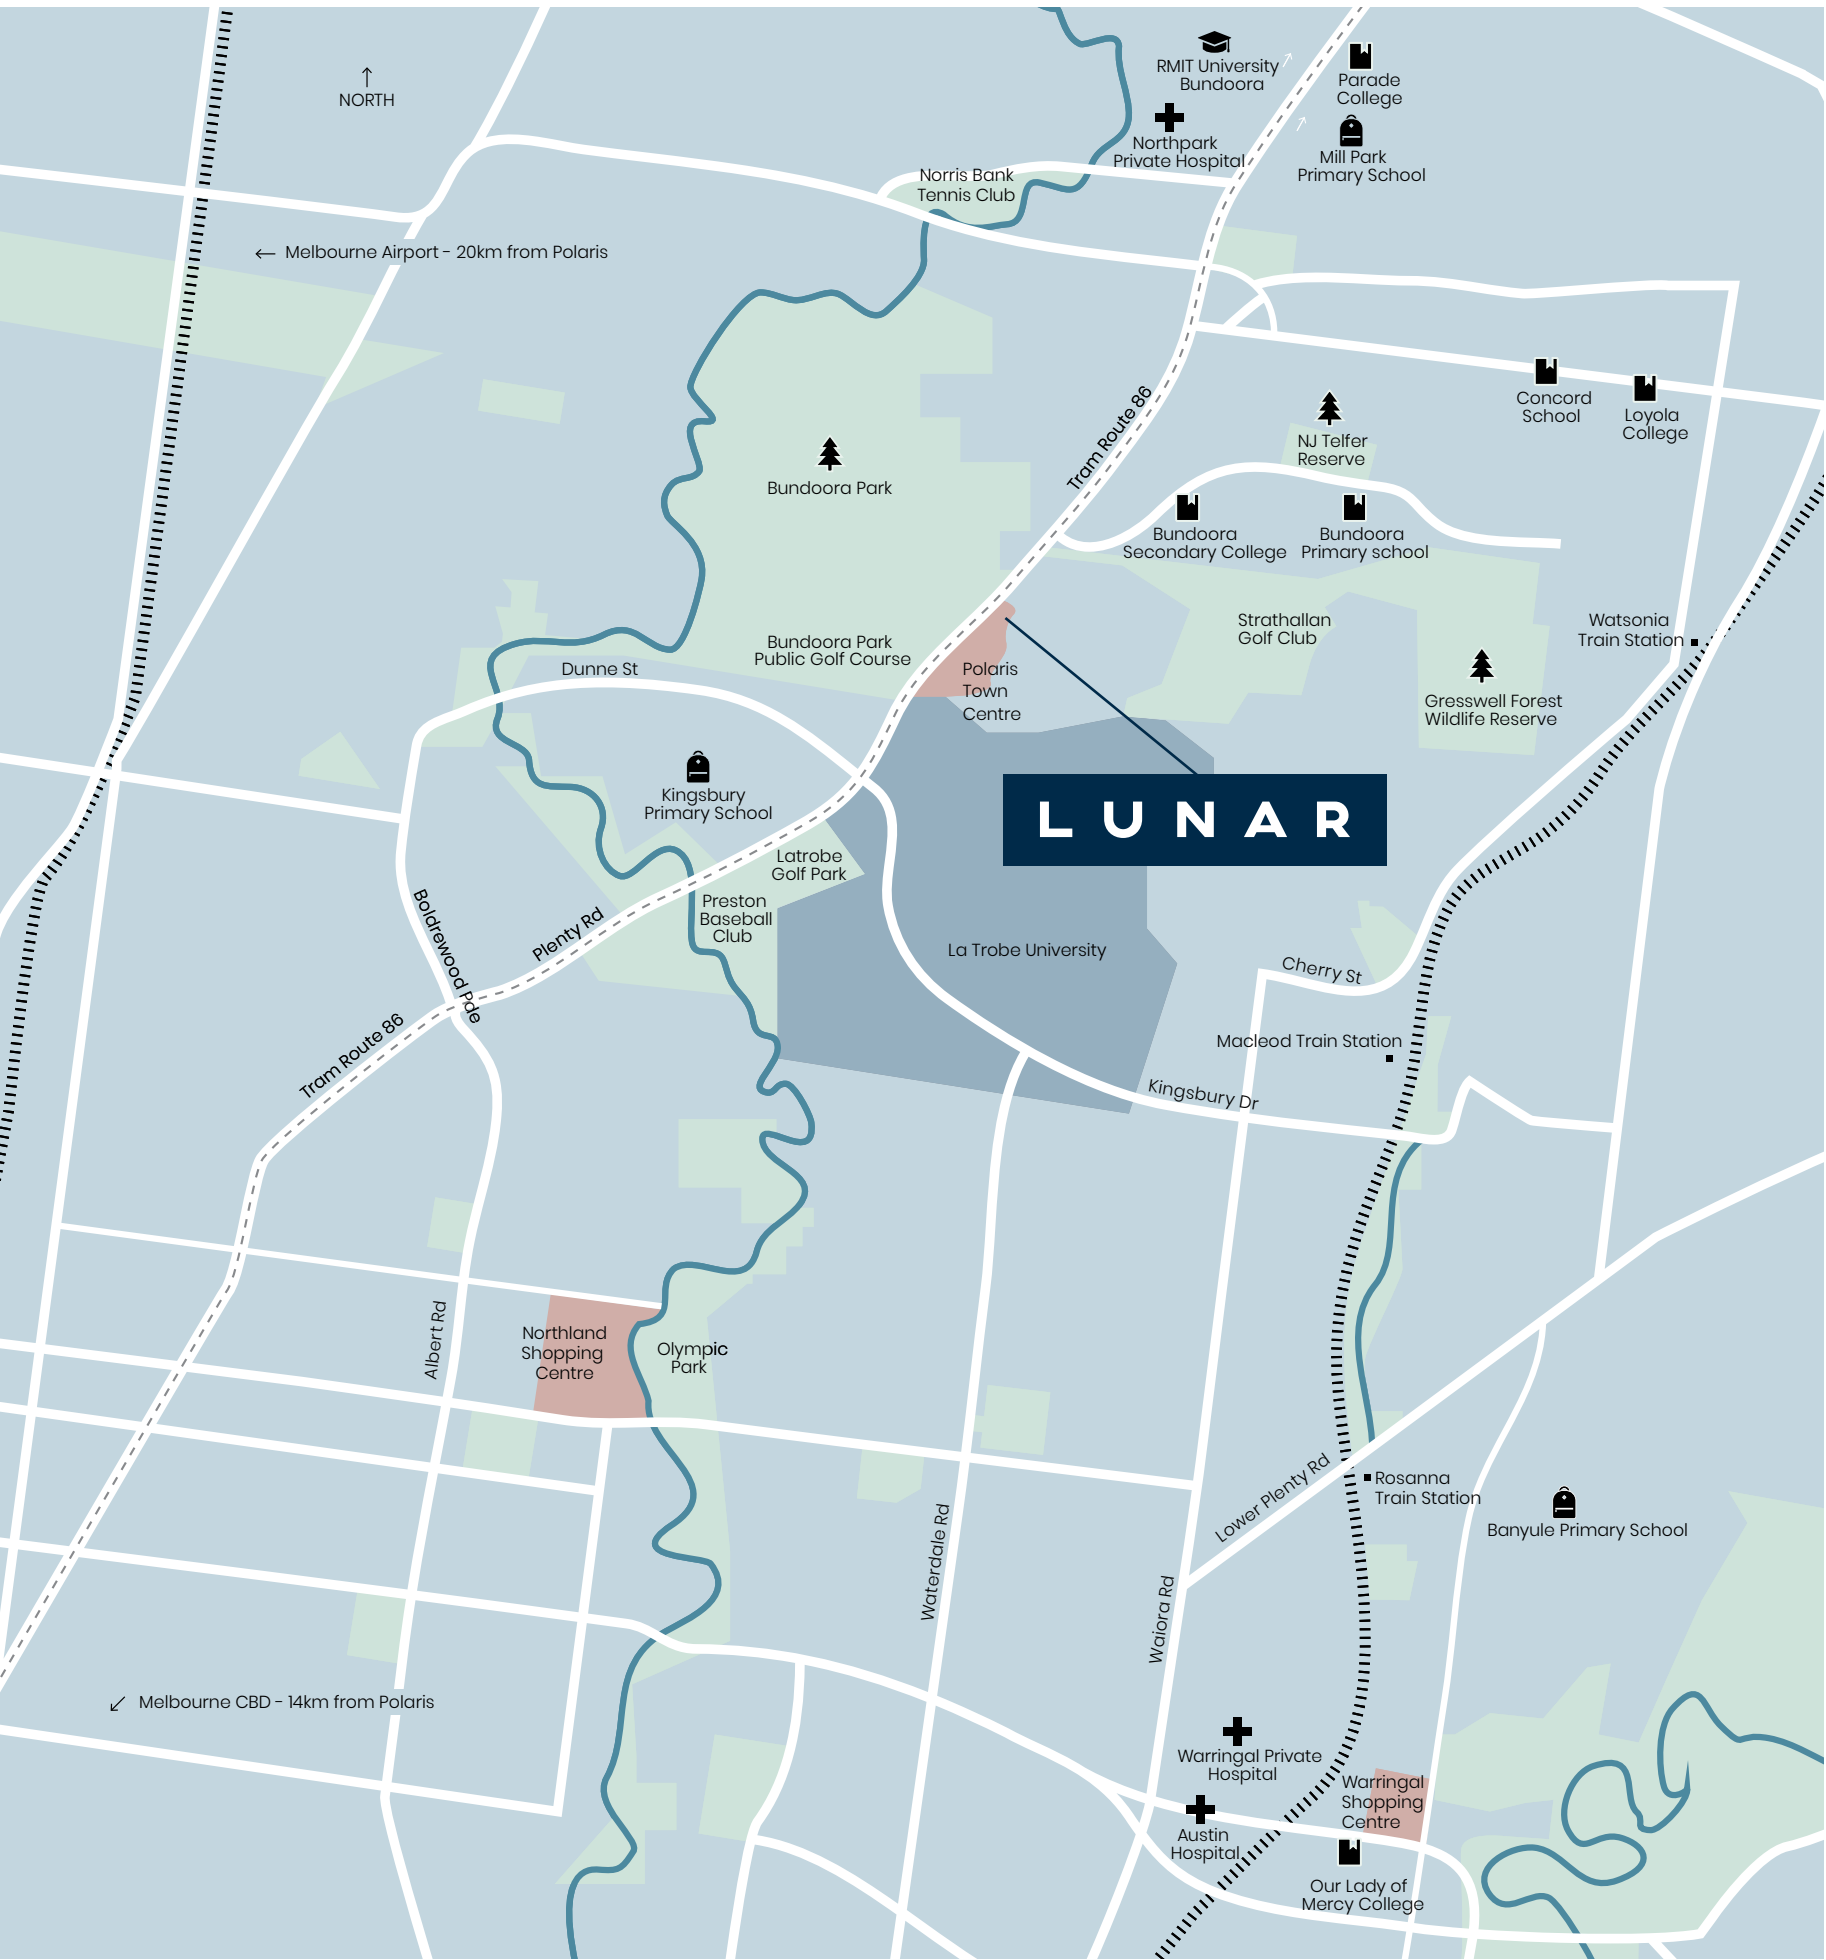 RMIT University
Bundoora
Parade
College
NORTH
Northpark
Private Hospital
Mill Park
Primary School
Norris Bank
Tennis Club
Melbourne Airport - 20km from Polaris
Tram Route 86
Concord
School
Loyola
College
NJ Telfer
Reserve
Bundoora Park
Bundoora
Secondary College
Bundoora
Primary school
Strathallan
Golf Club
Watsonia
Train Station
Bundoora Park
Public Golf Course
Dunne St
Polaris
Town
Centre
Gresswell Forest
Wildlife Reserve
Kingsbury
Primary School
LUNAR
Latrobe
Golf Park
Preston
Baseball
Club
Boldrewood Pde
Plenty Rd
La Trobe University
Cherry St
Tram Route 86
Macleod Train Station
Kingsbury Dr
Albert Rd
Northland
Shopping
Centre
Olympic
Park
Lower Plenty Rd
Rosanna
Train Station
Banyule Primary School
Waterdale Rd
Waiora Rd
Melbourne CBD - 14km from Polaris
Warringal Private
Hospital
Warringal
Shopping
Centre
Austin
Hospital
Our Lady of
Mercy College